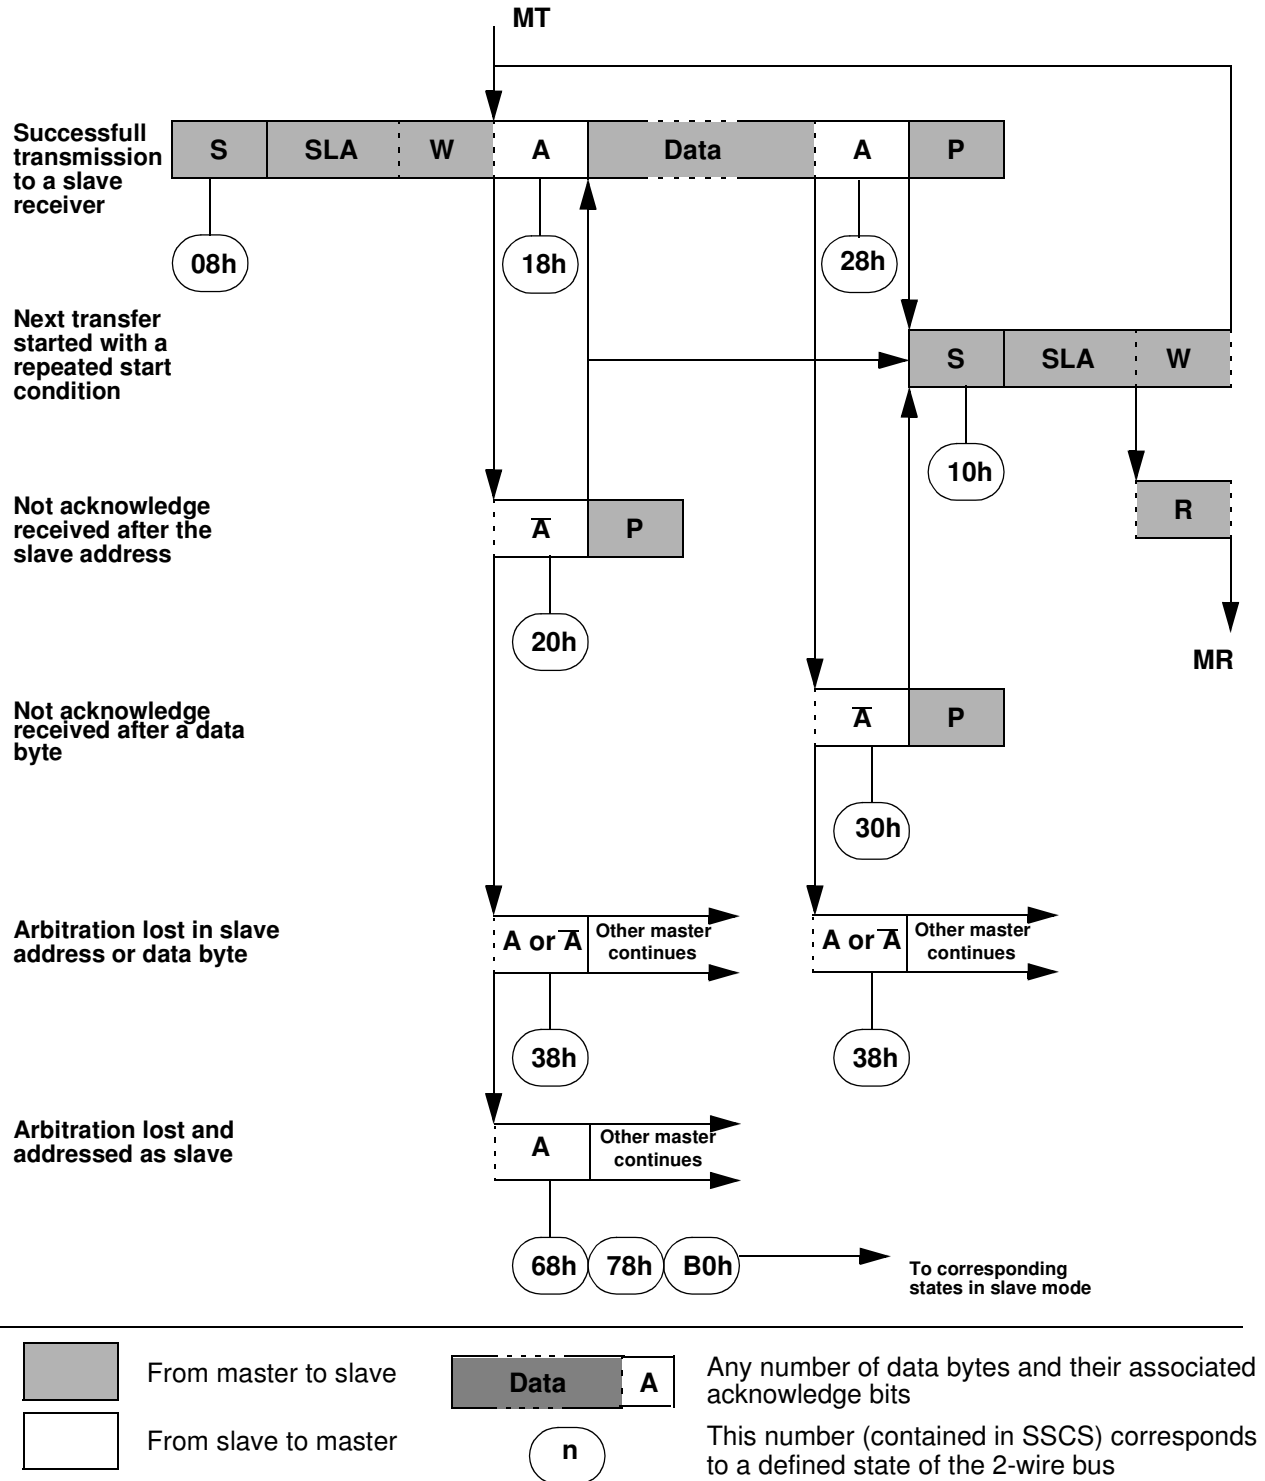 MT
Successfull
transmission
to a slave
receiver
S SLA W A Data A P
08h 18h 28h
Next transfer
started with a
repeated start
condition
S SLA W
10h
Not acknowledge
received after the
slave address
A̅ P
R
20h
MR
Not acknowledge
received after a data
byte
A̅ P
30h
Arbitration lost in slave
address or data byte
A or A̅ Other master
continues
A or A̅ Other master
continues
38h 38h
Arbitration lost and
addressed as slave
A Other master
continues
68h 78h B0h
To corresponding
states in slave mode
From master to slave
Data A
Any number of data bytes and their associated
acknowledge bits
From slave to master
n
This number (contained in SSCS) corresponds
to a defined state of the 2-wire bus